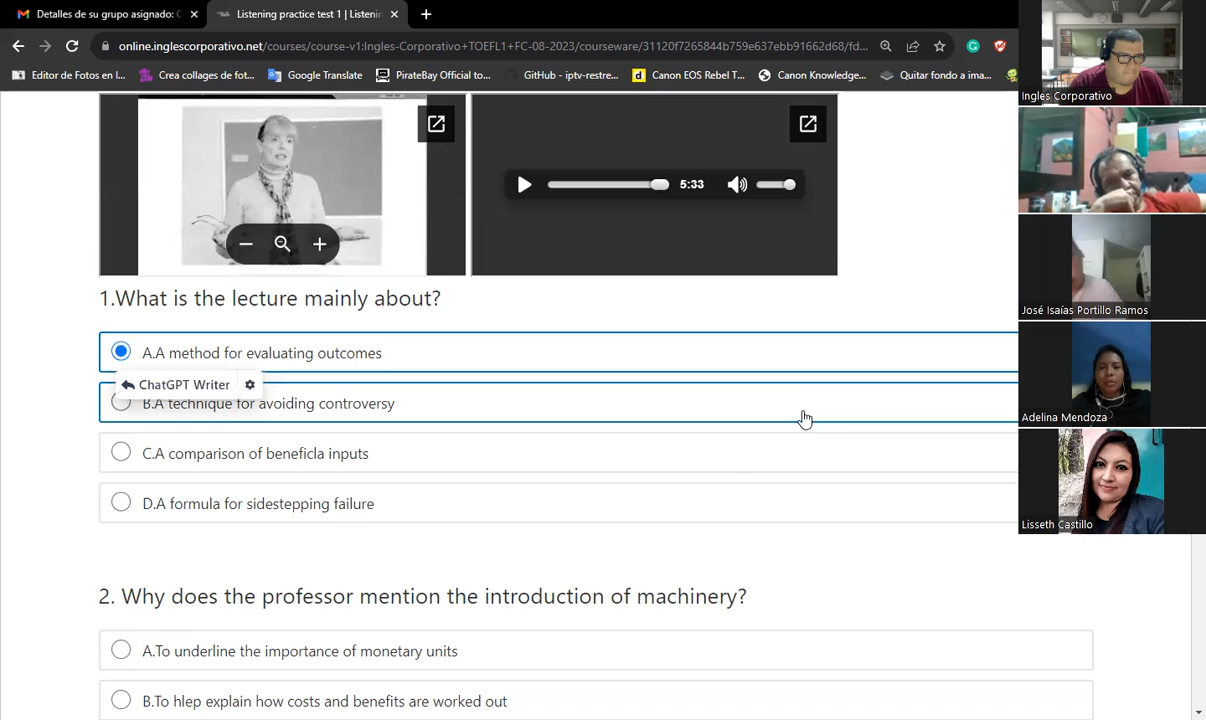 Detalles de su grupo asignado: C
Listening practice test 1 | Listenin
online.inglescorporativo.net/courses/course-v1:Ingles-Corporativo+TOEFL1+FC-08-2023/courseware/31120f7265844b759e637ebb91662d68/fd...
Editor de Fotos en l...
Crea collages de fot...
Google Translate
PirateBay Official to...
GitHub - iptv-restre...
Canon EOS Rebel T...
Canon Knowledge...
Quitar fondo a ima...
Ingles Corporativo
5:33
1.What is the lecture mainly about?
A.A method for evaluating outcomes
ChatGPT Writer
B.A technique for avoiding controversy
C.A comparison of beneficla inputs
D.A formula for sidestepping failure
José Isaías Portillo Ramos
Adelina Mendoza
Lisseth Castillo
2. Why does the professor mention the introduction of machinery?
A.To underline the importance of monetary units
B.To hlep explain how costs and benefits are worked out